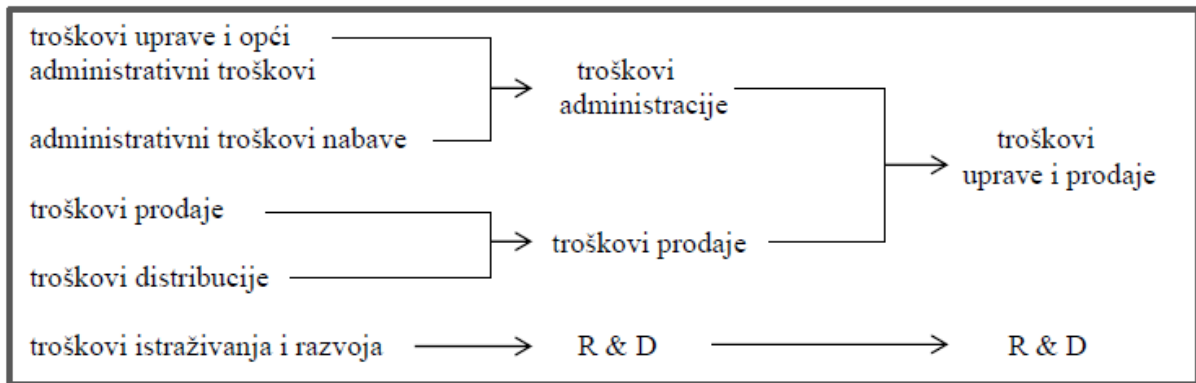 troškovi uprave i opći
administrativni troškovi
administrativni troškovi nabave
troškovi prodaje
troškovi distribucije
troškovi istraživanja i razvoja
troškovi
administracije
troškovi prodaje
R & D
troškovi
uprave i prodaje
R & D